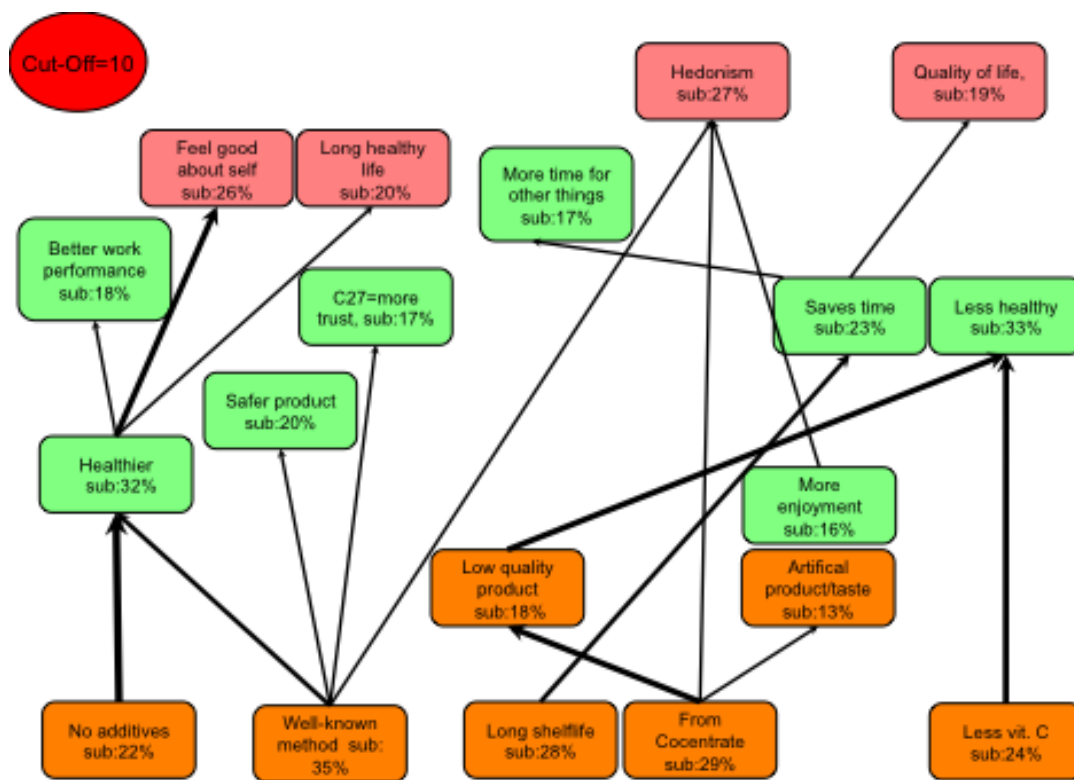 Cut-Off=10
Hedonism
sub:27%
Quality of life,
sub:19%
Feel good
about self
sub:26%
Long healthy
life
sub:20%
More time for
other things
sub:17%
Better work
performance
sub:18%
C27=more
trust, sub:17%
Saves time
sub:23%
Less healthy
sub:33%
Safer product
sub:20%
Healthier
sub:32%
More
enjoyment
sub:16%
Low quality
product
sub:18%
Artifical
product/taste
sub:13%
No additives
sub:22%
Well-known
method sub:
35%
Long shelflife
sub:28%
From
Cocentrate
sub:29%
Less vit. C
sub:24%